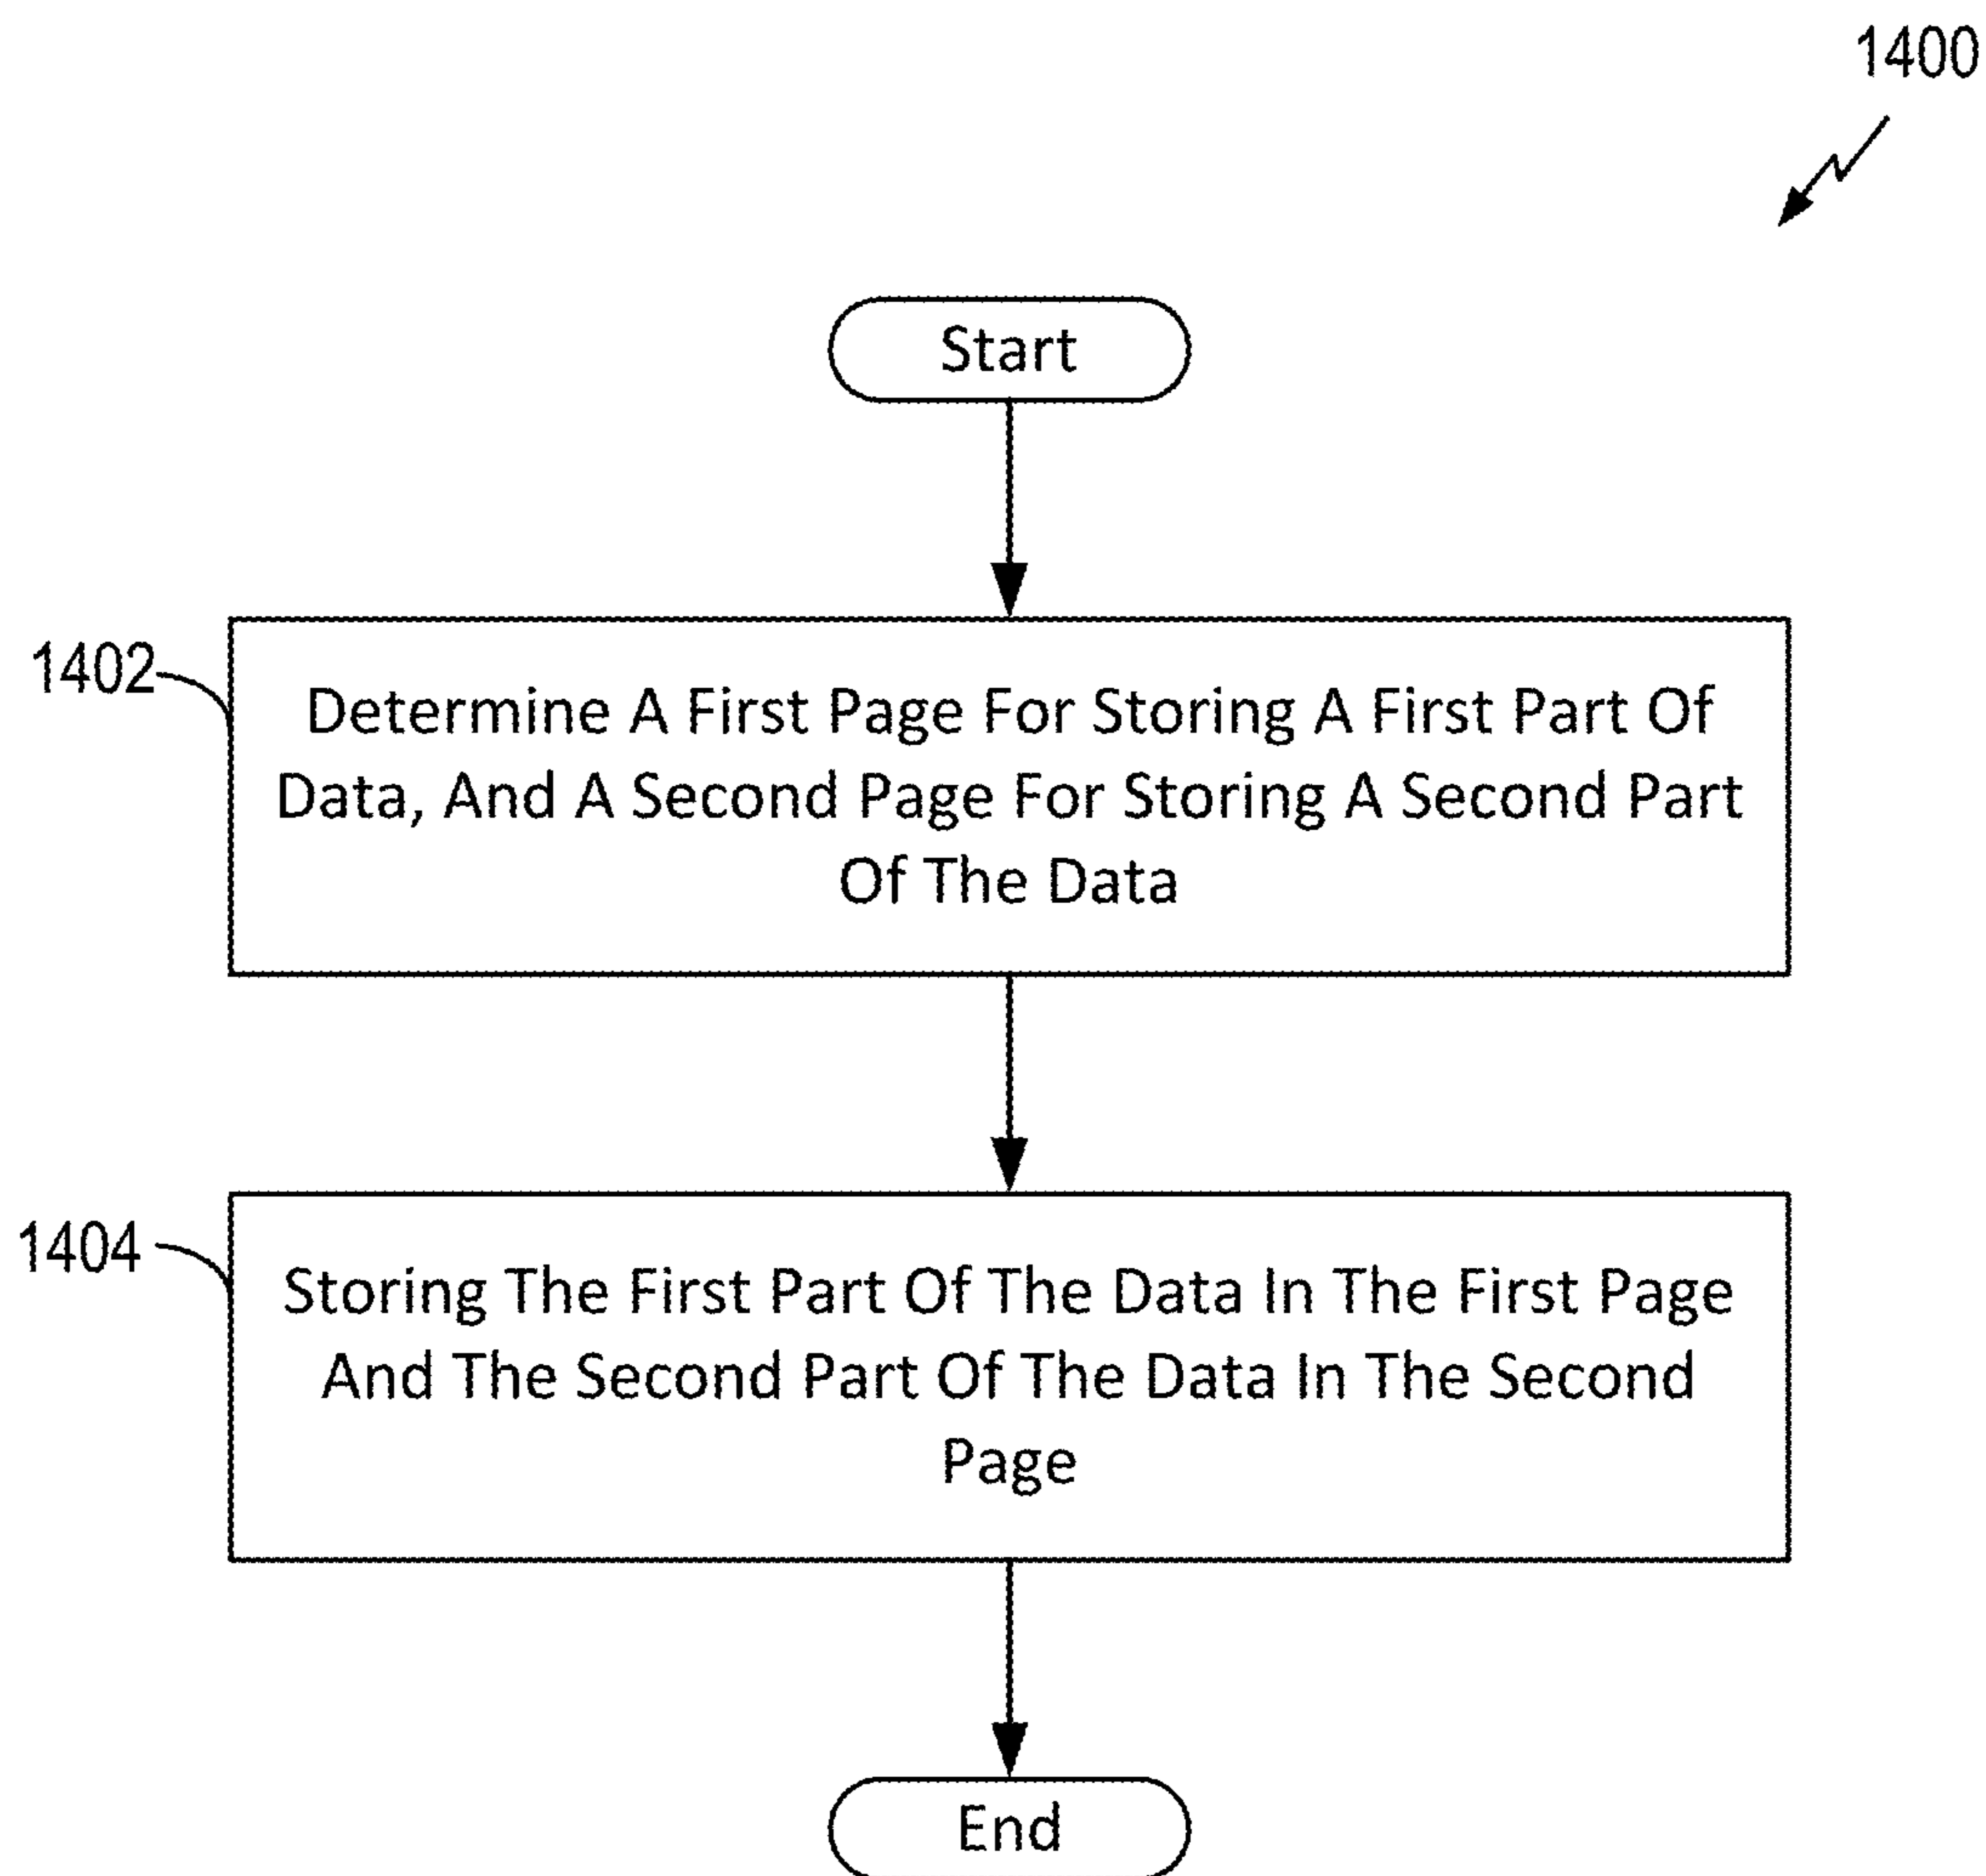 1400
Start
1402
Determine A First Page For Storing A First Part Of
Data, And A Second Page For Storing A Second Part
Of The Data
1404
Storing The First Part Of The Data In The First Page
And The Second Part Of The Data In The Second
Page
End